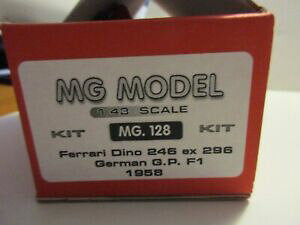 MG MODEL
1:43 SCALE
KIT MG. 128 KIT
Ferrari Dino 246 ex 296
German G.P. F1
1958